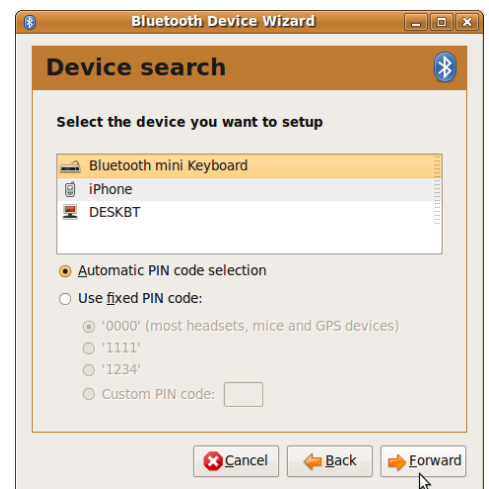 Bluetooth Device Wizard
Device search
Select the device you want to setup
Bluetooth mini Keyboard
iPhone
DESKBT
Automatic PIN code selection
Use fixed PIN code:
'0000' (most headsets, mice and GPS devices)
'1111'
'1234'
Custom PIN code:
Cancel Back Forward